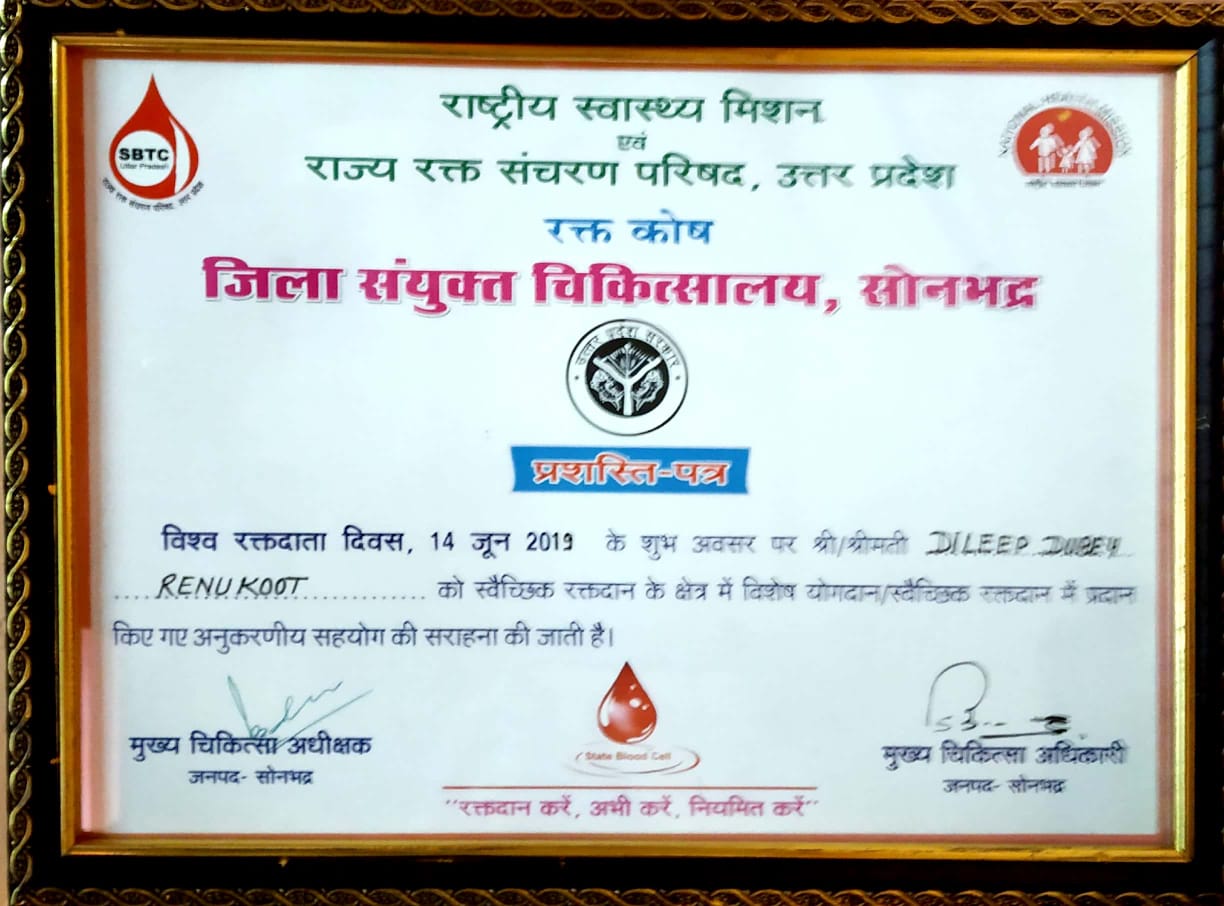 SBTC
Uttar Pradesh
राज्य रक्त संचरण परिषद, उत्तर प्रदेश
NATIONAL HEALTH MISSION
राष्ट्रीय स्वास्थ्य मिशन
एवं
राज्य रक्त संचरण परिषद, उत्तर प्रदेश
रक्त कोष
जिला संयुक्त चिकित्सालय, सोनभद्र
उत्तर प्रदेश सरकार
प्रशस्ति-पत्र
विश्व रक्तदाता दिवस, 14 जून 2019 के शुभ अवसर पर श्री/श्रीमती DILEEP DUBEY
....RENUKOOT................ को स्वैच्छिक रक्तदान के क्षेत्र में विशेष योगदान/स्वैच्छिक रक्तदान में प्रदान
किए गए अनुकरणीय सहयोग की सराहना की जाती है।
मुख्य चिकित्सा अधीक्षक
जनपद- सोनभद्र
State Blood Cell
मुख्य चिकित्सा अधिकारी
जनपद- सोनभद्र
"रक्तदान करें, अभी करें, नियमित करें"